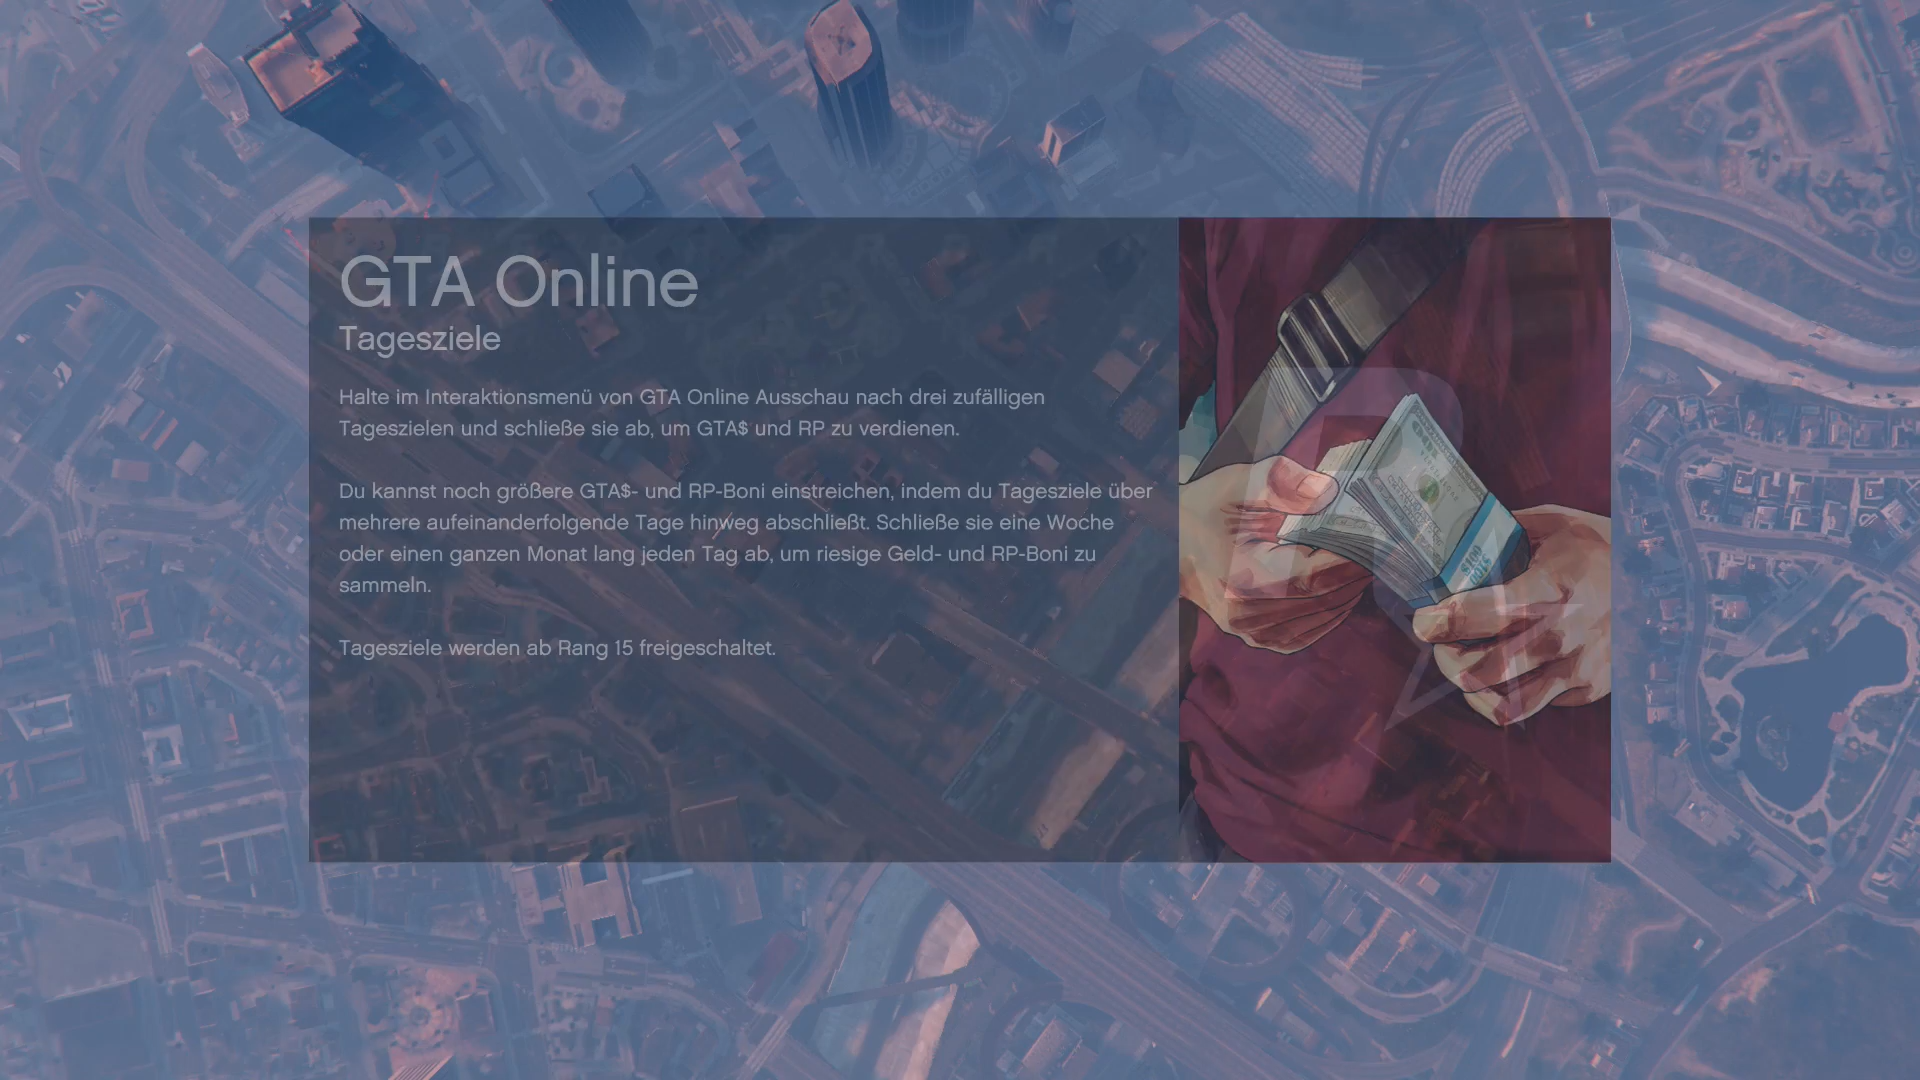 GTA Online
Tagesziele
Halte im Interaktionsmenü von GTA Online Ausschau nach drei zufälligen
Tageszielen und schließe sie ab, um GTA$ und RP zu verdienen.
Du kannst noch größere GTA$- und RP-Boni einstreichen, indem du Tagesziele über
mehrere aufeinanderfolgende Tage hinweg abschließt. Schließe sie eine Woche
oder einen ganzen Monat lang jeden Tag ab, um riesige Geld- und RP-Boni zu
sammeln.
Tagesziele werden ab Rang 15 freigeschaltet.